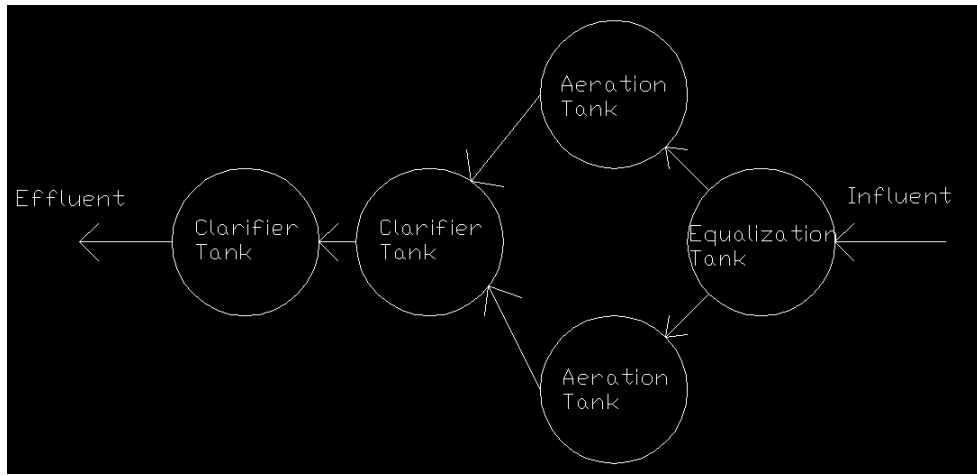 Aeration
Tank
Effluent
Influent
Clarifier
Tank
Clarifier
Tank
Equalization
Tank
Aeration
Tank